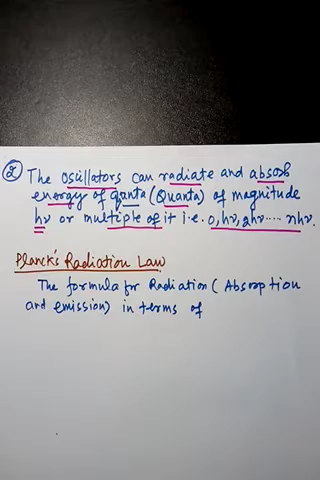 ② The oscillators can radiate and absorb
energy of qanta (Quanta) of magnitude
hν or multiple of it i.e. 0, hν, 2hν..... nhν.
Planck's Radiation Law
The formula for Radiation (Absorption
and emission) in terms of